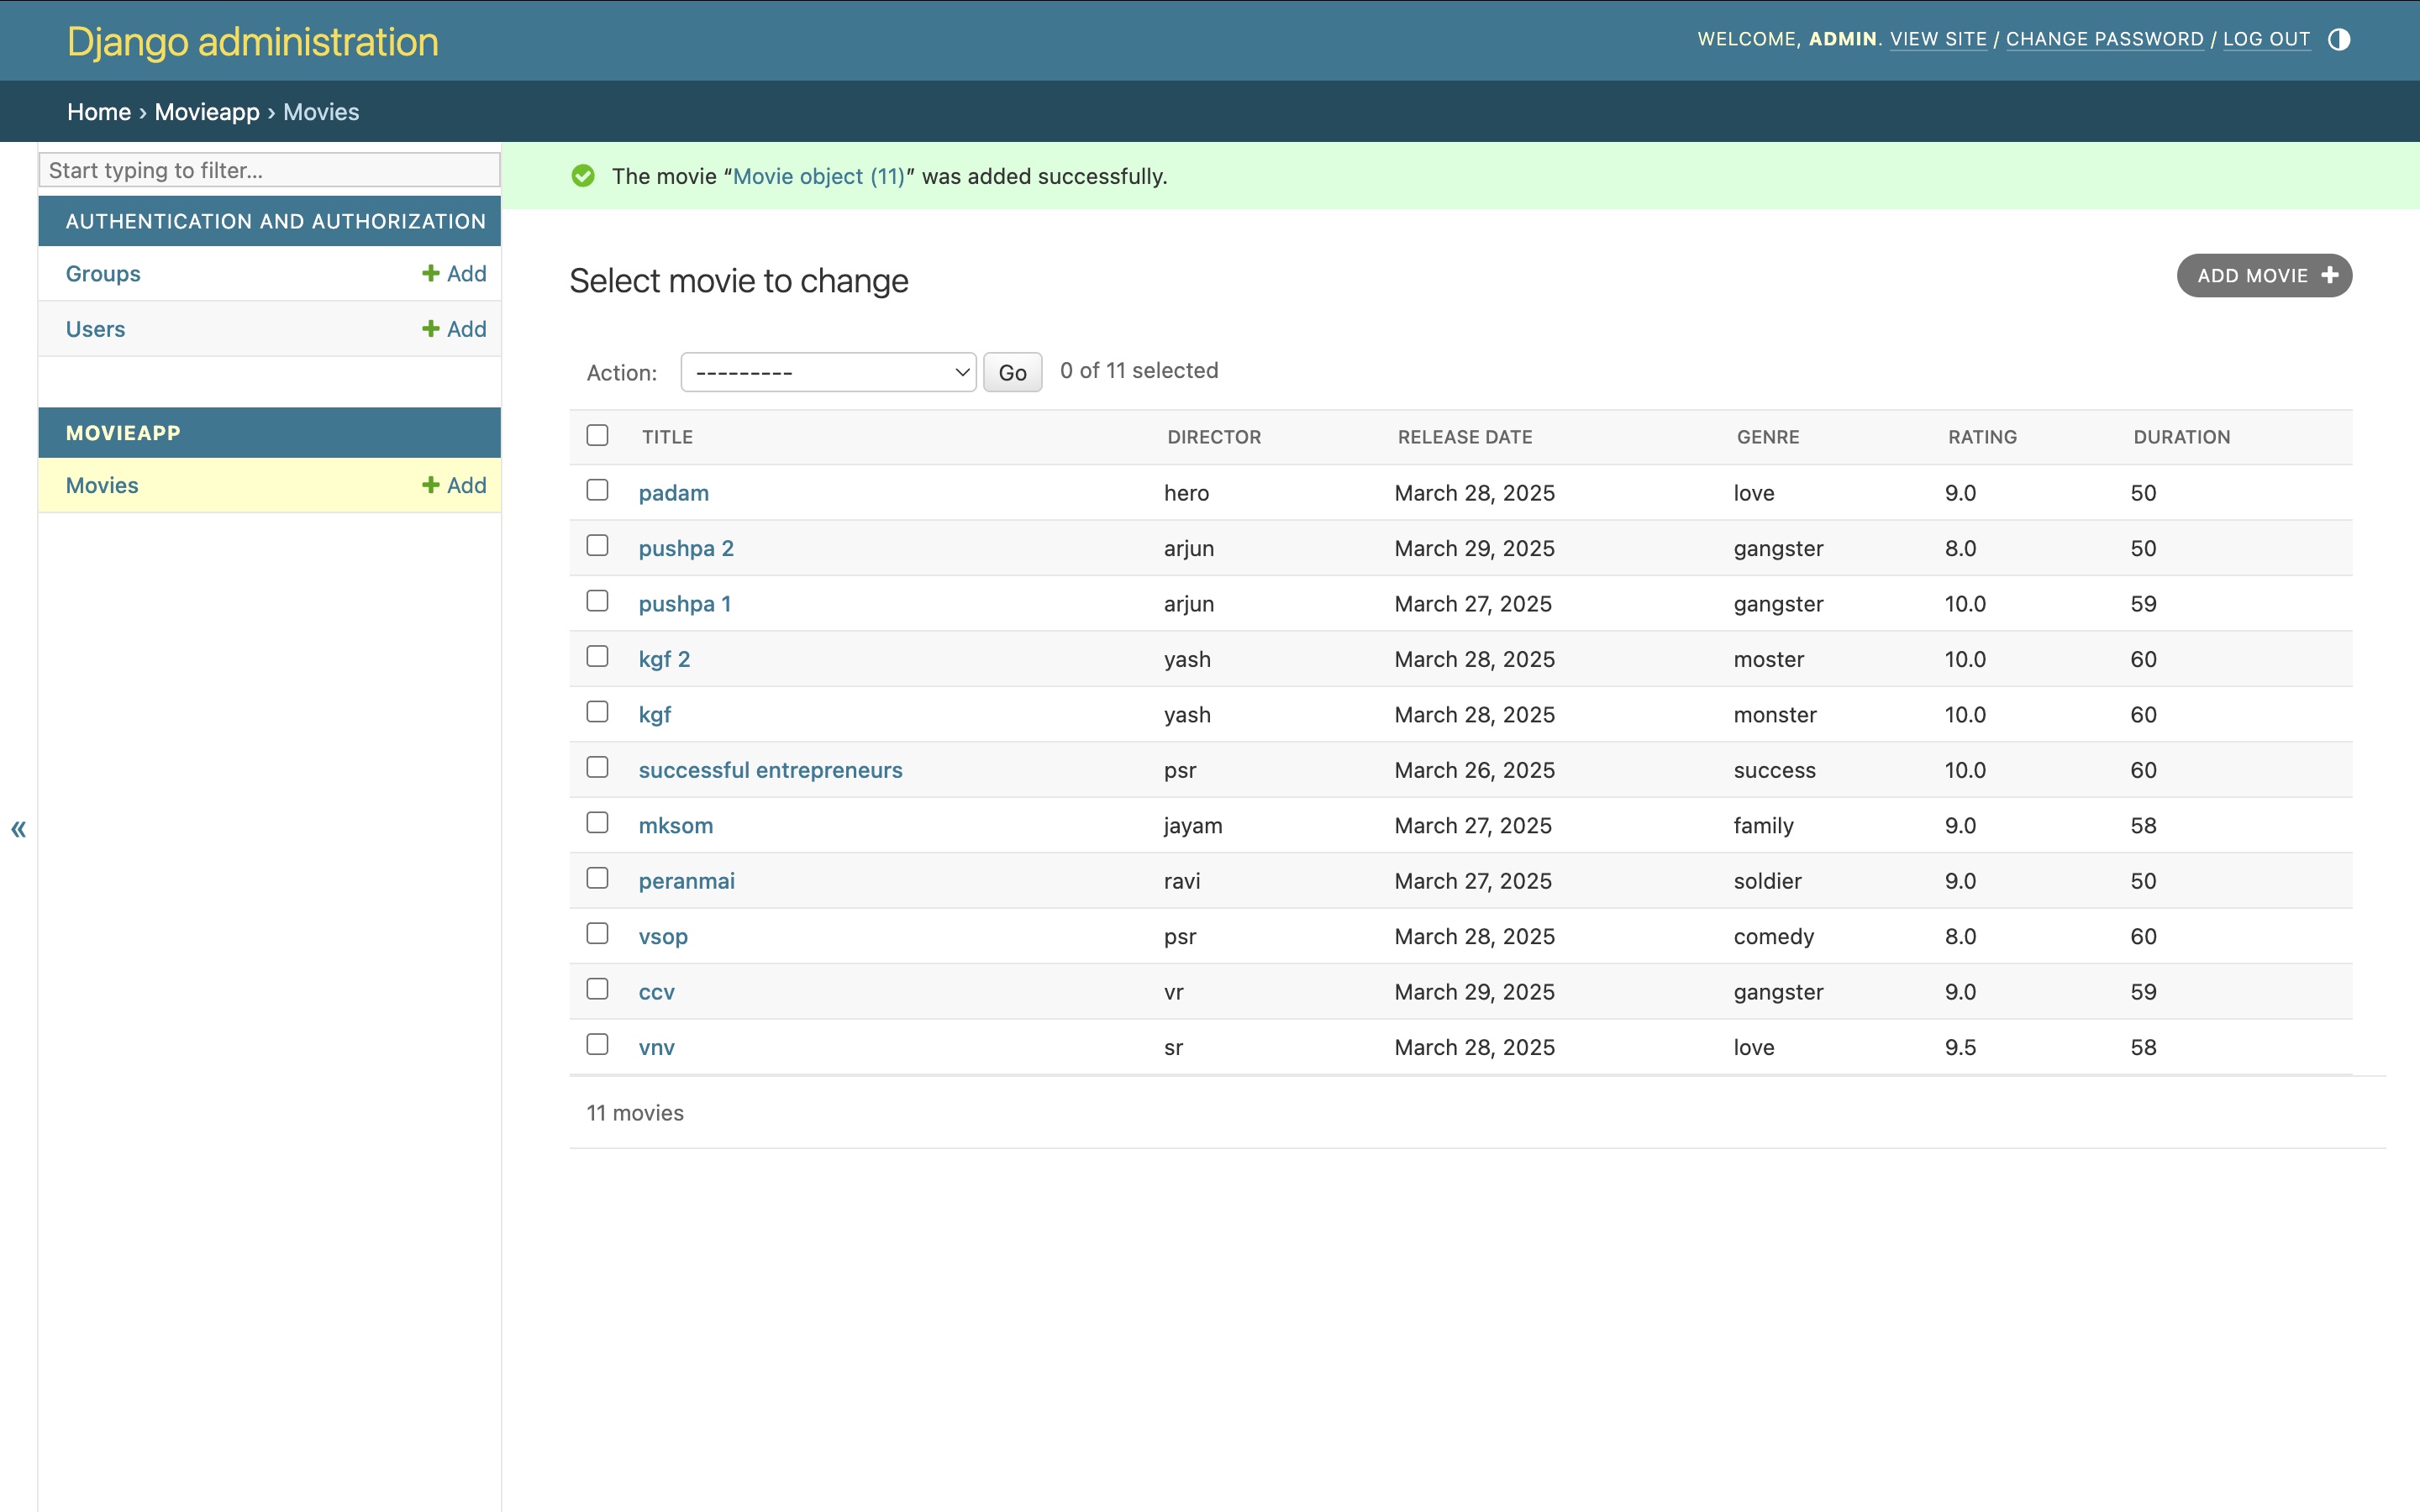 Django administration
WELCOME, ADMIN. VIEW SITE / CHANGE PASSWORD / LOG OUT
Home › Movieapp › Movies
Start typing to filter...
AUTHENTICATION AND AUTHORIZATION
Groups + Add
Users + Add
MOVIEAPP
Movies + Add
«
The movie “Movie object (11)” was added successfully.
Select movie to change
ADD MOVIE +
Action: --------- Go 0 of 11 selected
TITLE DIRECTOR RELEASE DATE GENRE RATING DURATION
padam hero March 28, 2025 love 9.0 50
pushpa 2 arjun March 29, 2025 gangster 8.0 50
pushpa 1 arjun March 27, 2025 gangster 10.0 59
kgf 2 yash March 28, 2025 moster 10.0 60
kgf yash March 28, 2025 monster 10.0 60
successful entrepreneurs psr March 26, 2025 success 10.0 60
mksom jayam March 27, 2025 family 9.0 58
peranmai ravi March 27, 2025 soldier 9.0 50
vsop psr March 28, 2025 comedy 8.0 60
ccv vr March 29, 2025 gangster 9.0 59
vnv sr March 28, 2025 love 9.5 58
11 movies